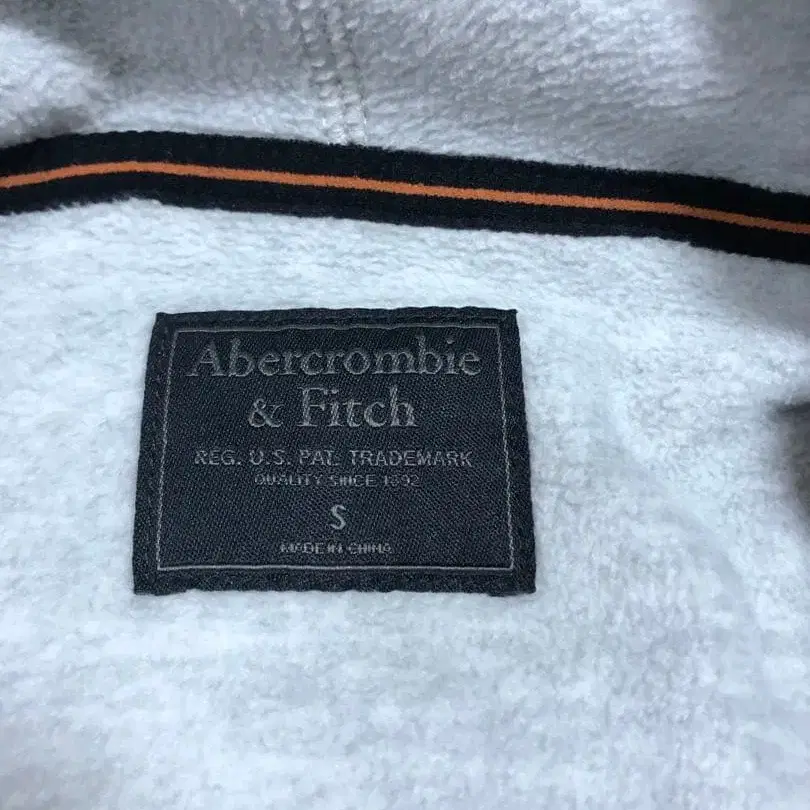 Abercrombie
& Fitch
REG. U.S. PAT. TRADEMARK
QUALITY SINCE 1892
S
MADE IN CHINA